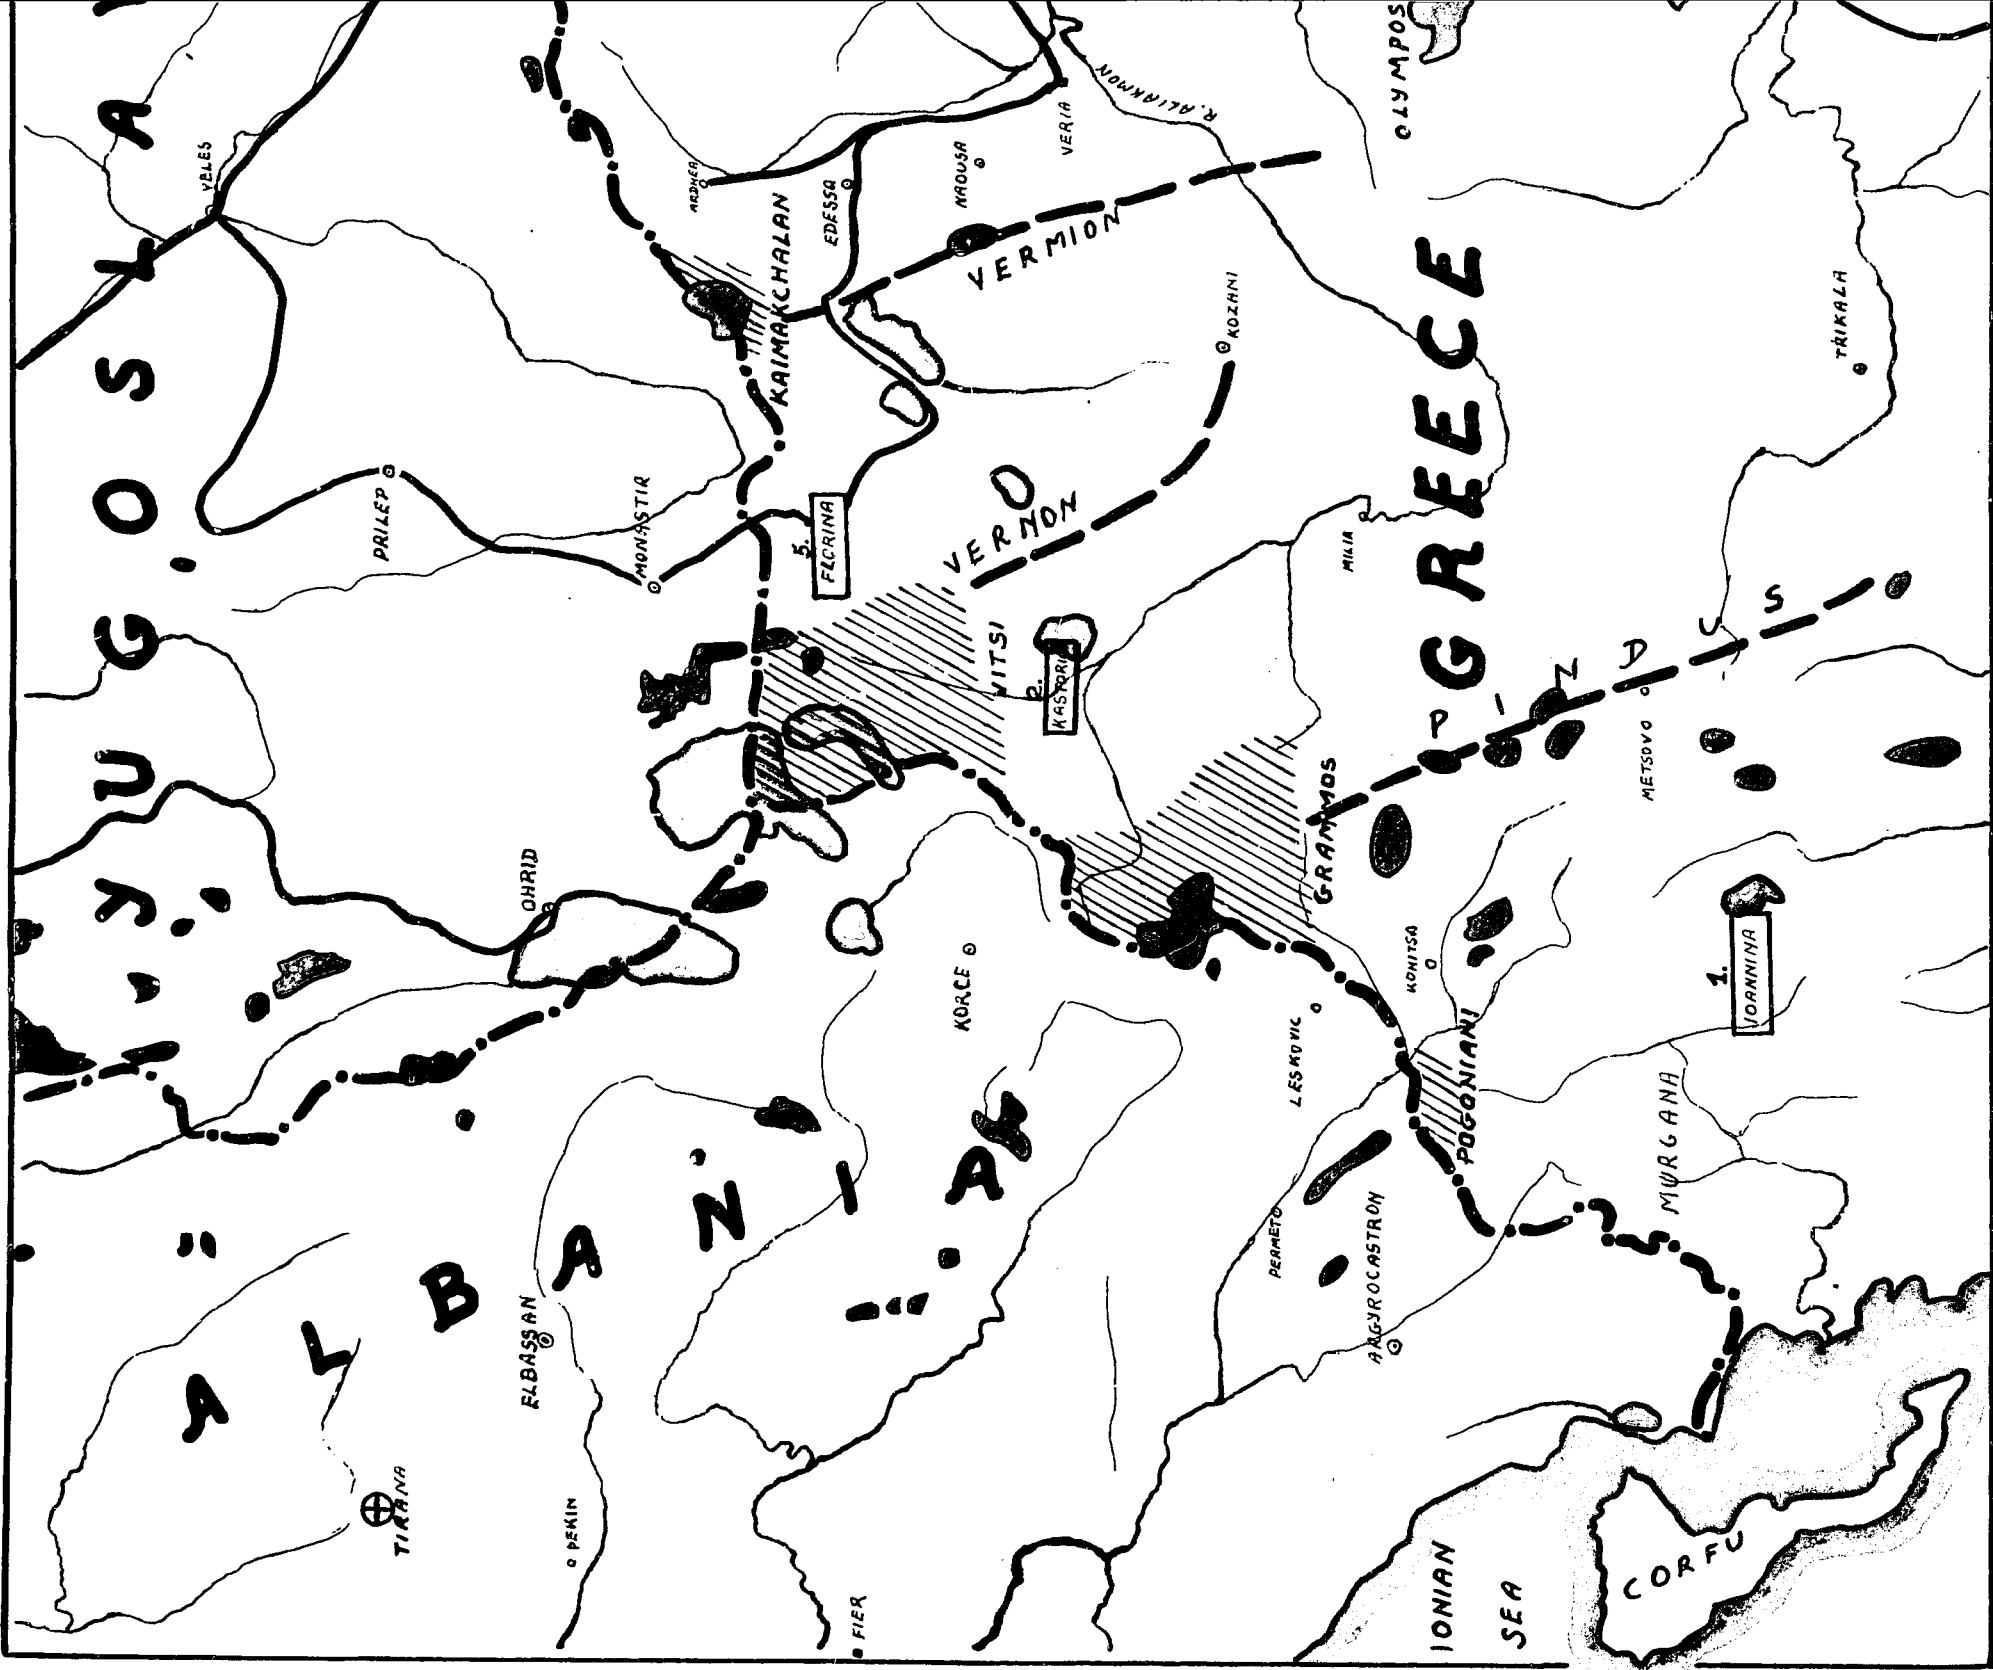 YUGOSLA
ALBANIA
GREECE
VELES
PRILEP
MONASTIR
OHRID
ARDHEA
EDESSA
NAOUSA
VERIA
R. ALIAKMON
OLYMPOS
KAIMAKCHALAN
VERMION
KOZANI
TRIKALA
5.
FLORINA
VERNON
VITSI
2.
KASTORIA
MILIA
GRAMMOS
PINDUS
METSOVO
KORCE
LESKOVIC
KONITSA
1.
IOANNINA
POGONIANI
MURGANA
PERMETO
ARGYROCASTRON
ELBASSAN
TIRANA
PEKIN
FIER
IONIAN
SEA
CORFU